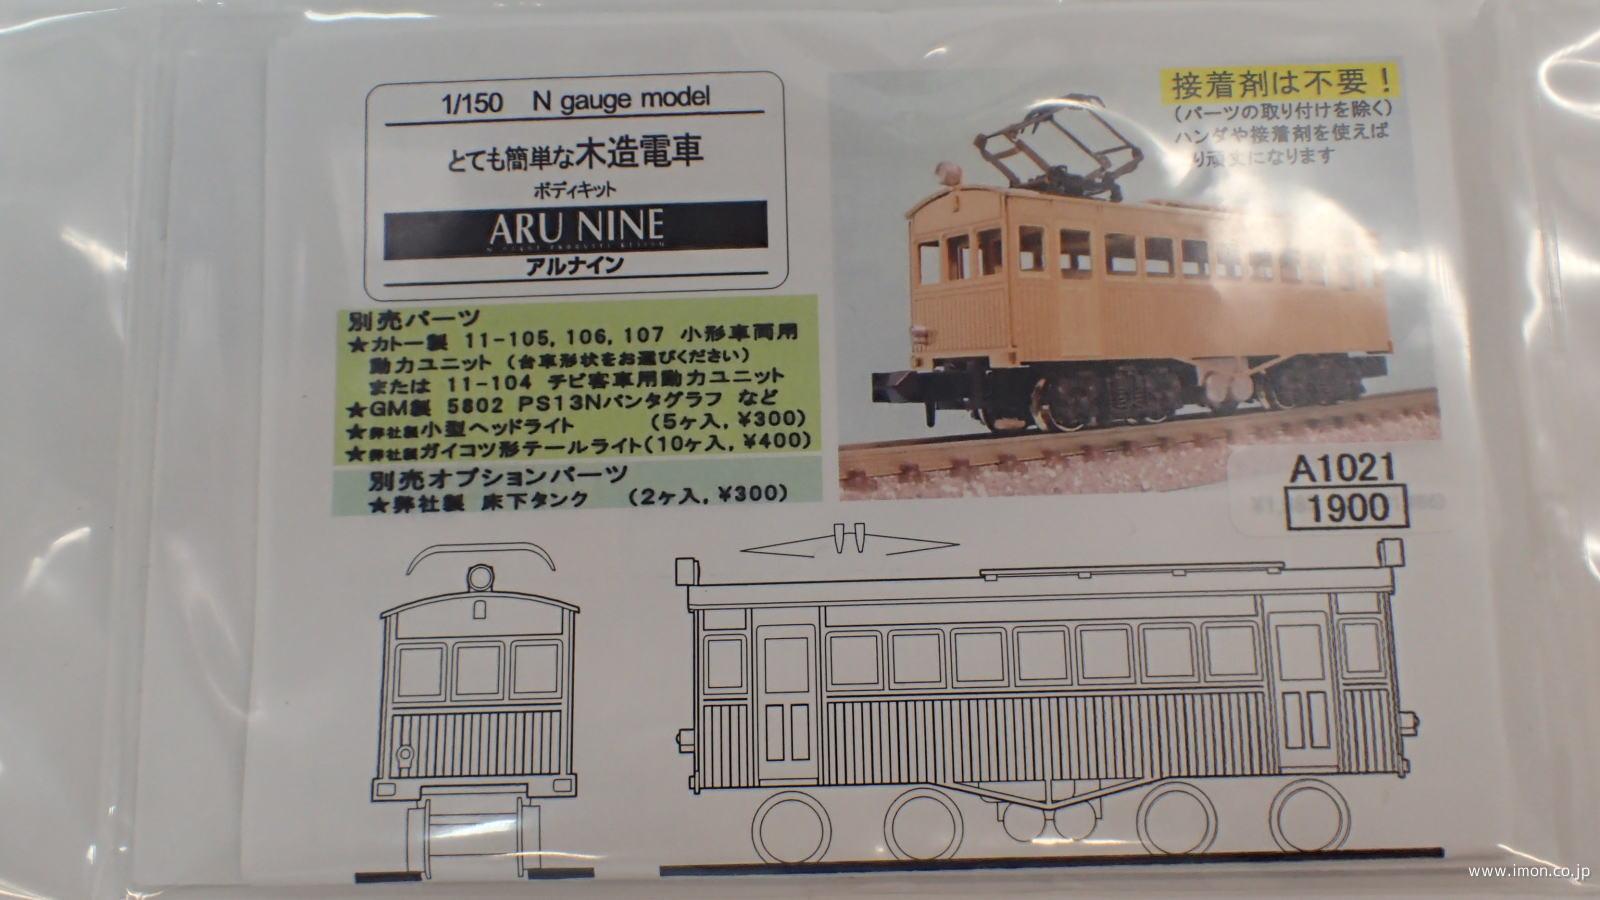 1/150 N gauge model
とても簡単な木造電車
ボディキット
ARU NINE
アルナイン
接着剤は不要!
(パーツの取り付けを除く)
ハンダや接着剤を使えば
り頑丈になります
別売パーツ
★カトー製 11-105, 106, 107 小形車両用
動力ユニット (台車形状をお選びください)
または 11-104 チビ客車用動力ユニット
★GM製 5802 PS13Nパンタグラフ など
★弊社製小型ヘッドライト (5ヶ入, ¥300)
★弊社製ガイコツ形テールライト(10ヶ入, ¥400)
別売オプションパーツ
★弊社製 床下タンク (2ヶ入, ¥300)
A1021
1900
www.imon.co.jp